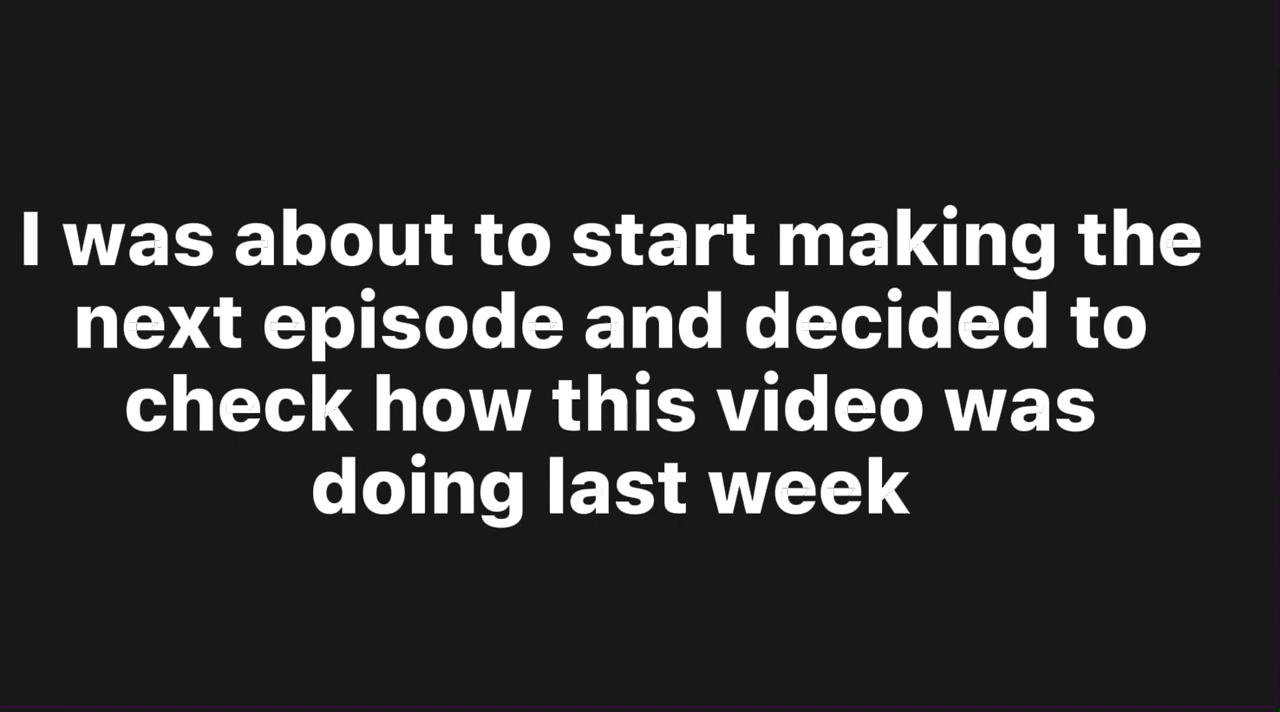 I was about to start making the
next episode and decided to
check how this video was
doing last week